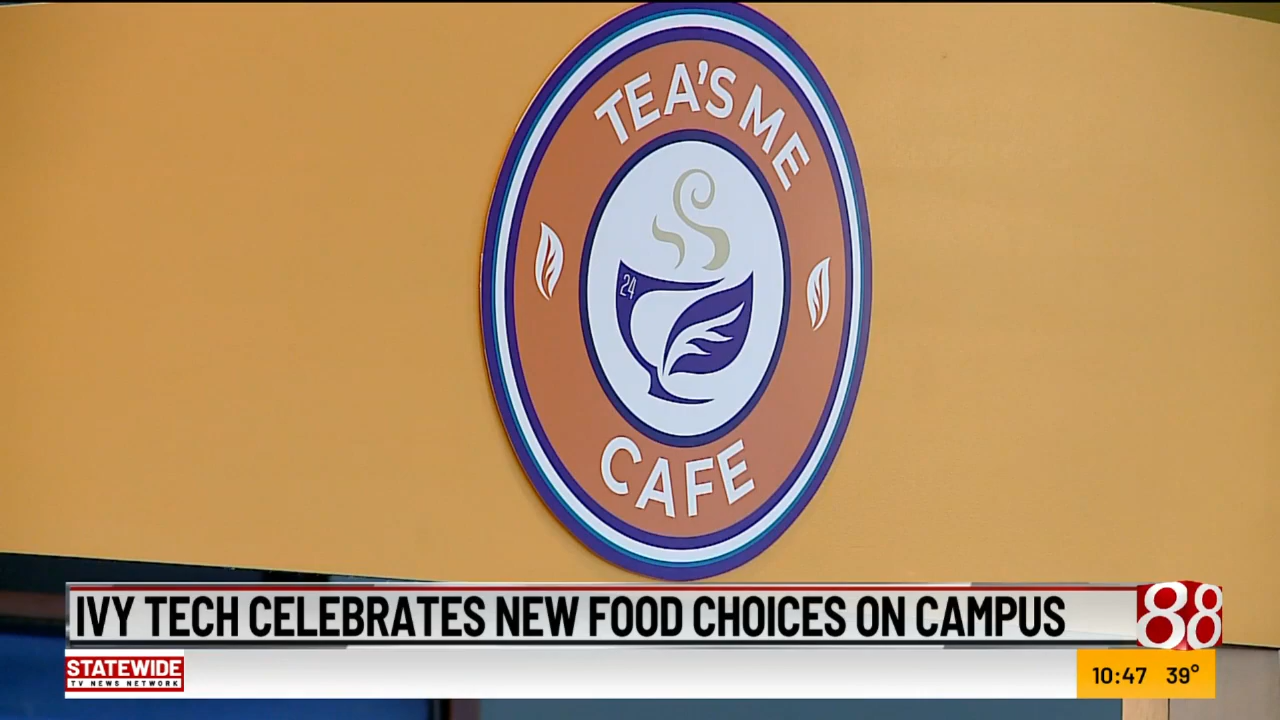 TEA'S ME
24
CAFE
IVY TECH CELEBRATES NEW FOOD CHOICES ON CAMPUS
88
STATEWIDE
TV NEWS NETWORK
10:47 39°